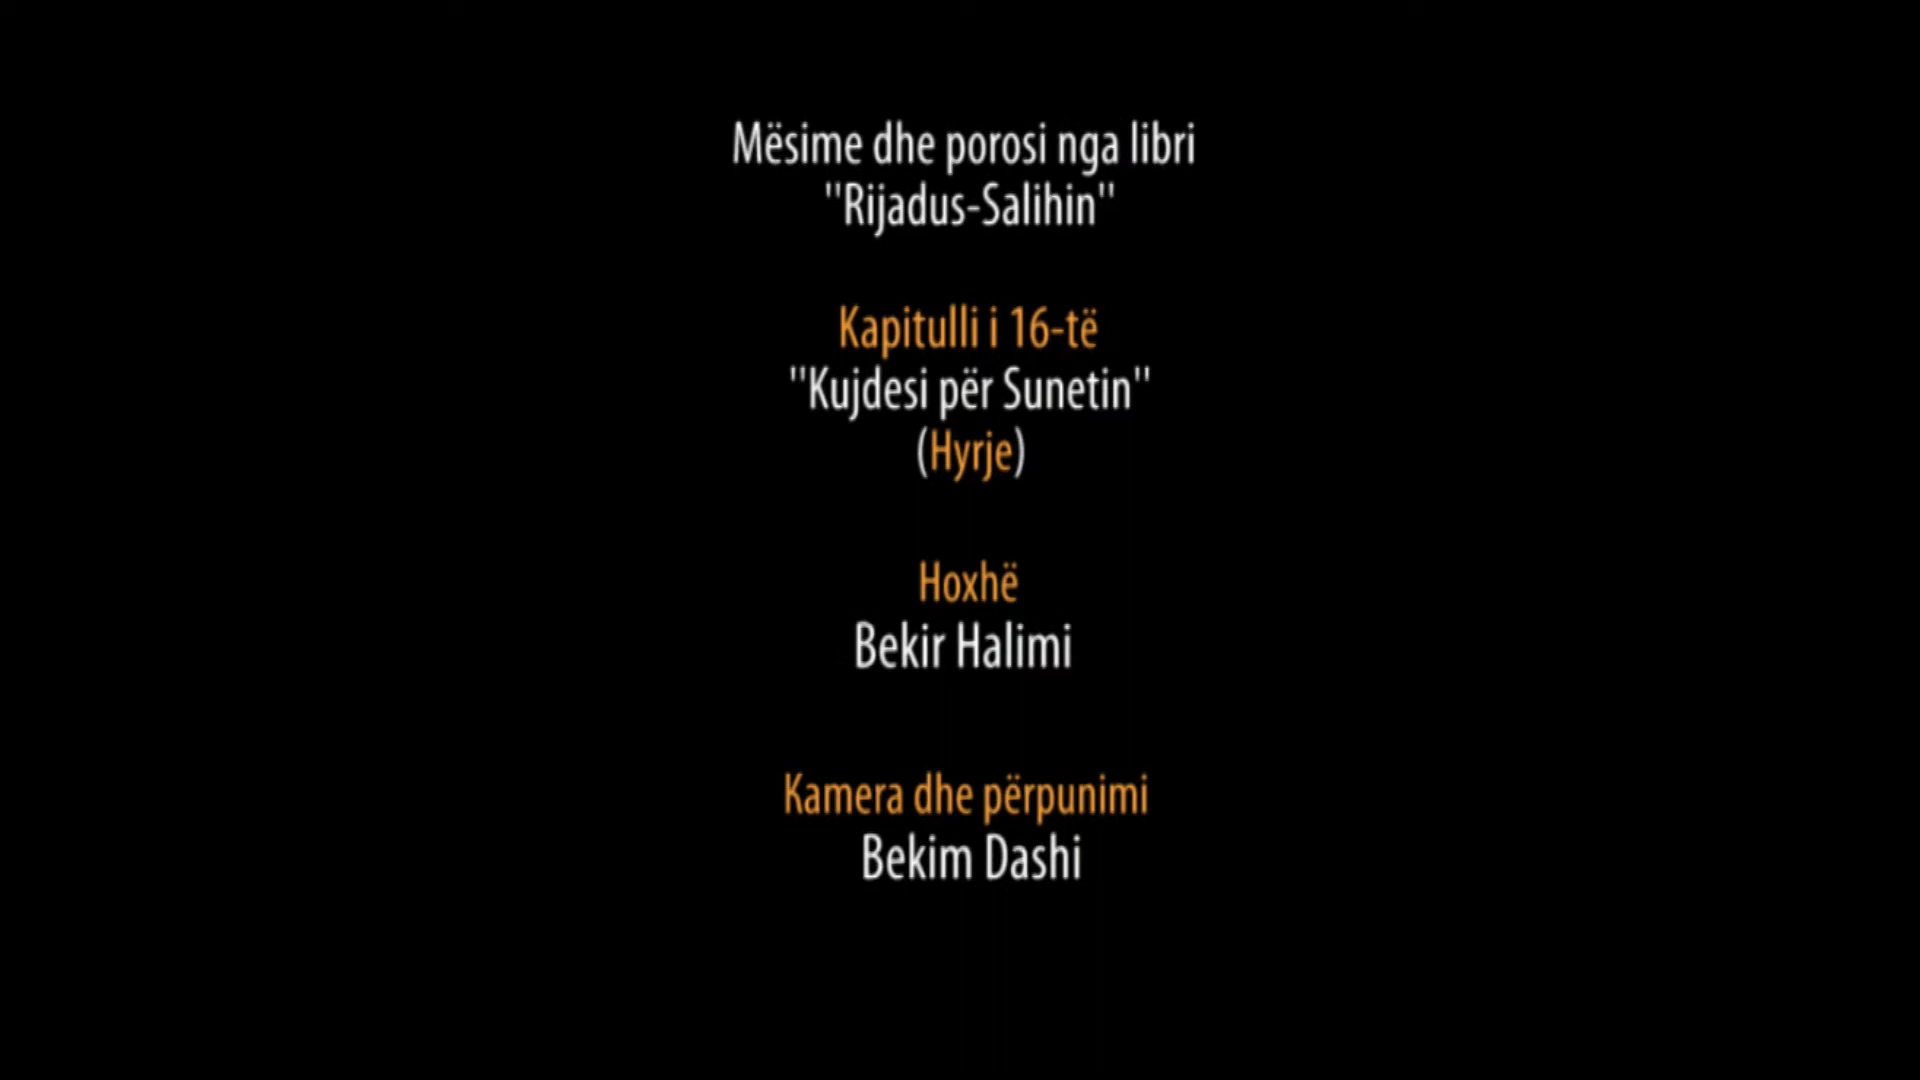 Mësime dhe porosi nga libri
"Rijadus-Salihin"
Kapitulli i 16-të
"Kujdesi për Sunetin"
(Hyrje)
Hoxhë
Bekir Halimi
Kamera dhe përpunimi
Bekim Dashi